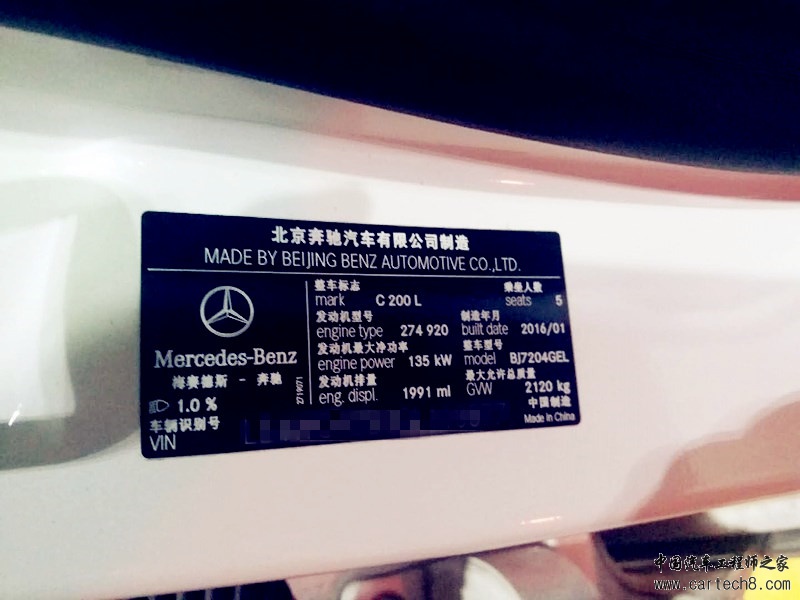 北京奔驰汽车有限公司制造
MADE BY BEIJING BENZ AUTOMOTIVE CO.,LTD.
整车标志 乘坐人数
mark C 200 L seats 5
发动机型号 制造年月
engine type 274 920 built date 2016/01
发动机最大净功率 整车型号
engine power 135 kW model BJ7204GEL
发动机排量 最大允许总质量
eng. displ. 1991 ml GVW 2120 kg
Mercedes-Benz
梅赛德斯 - 奔驰
2719071
1.0 %
中国制造
Made in China
车辆识别号
VIN
中国汽车工程师之家
www.cartech8.com